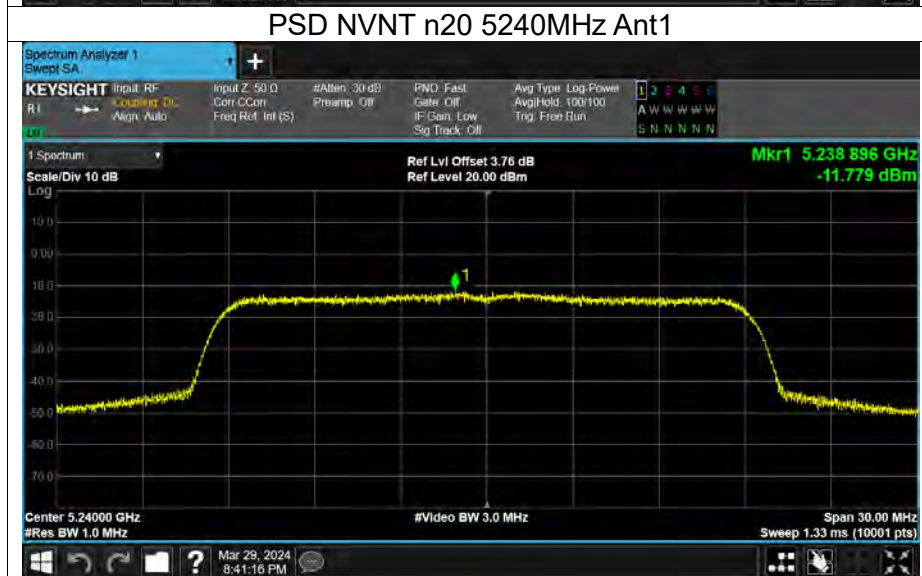 PSD NVNT n20 5240MHz Ant1
Spectrum Analyzer 1
Swept SA
+
KEYSIGHT Input: RF
Coupling: DC
Align: Auto
Input Z: 50 Ω
Corr CCorr
Freq Ref: Int (S)
#Atten: 30 dB
Preamp: Off
PNO: Fast
Gate: Off
IF Gain: Low
Sig Track: Off
Avg Type: Log-Power
Avg|Hold: 100/100
Trig: Free Run
1 2 3 4 5 6
A W W W W W
S N N N N N
1 Spectrum
Scale/Div 10 dB
Ref Lvl Offset 3.76 dB
Ref Level 20.00 dBm
Mkr1 5.238 896 GHz
-11.779 dBm
Log
10.0
0.00
-10.0
-20.0
-30.0
-40.0
-50.0
-60.0
-70.0
1
Center 5.24000 GHz
#Res BW 1.0 MHz
#Video BW 3.0 MHz
Span 30.00 MHz
Sweep 1.33 ms (10001 pts)
?
Mar 29, 2024
8:41:16 PM